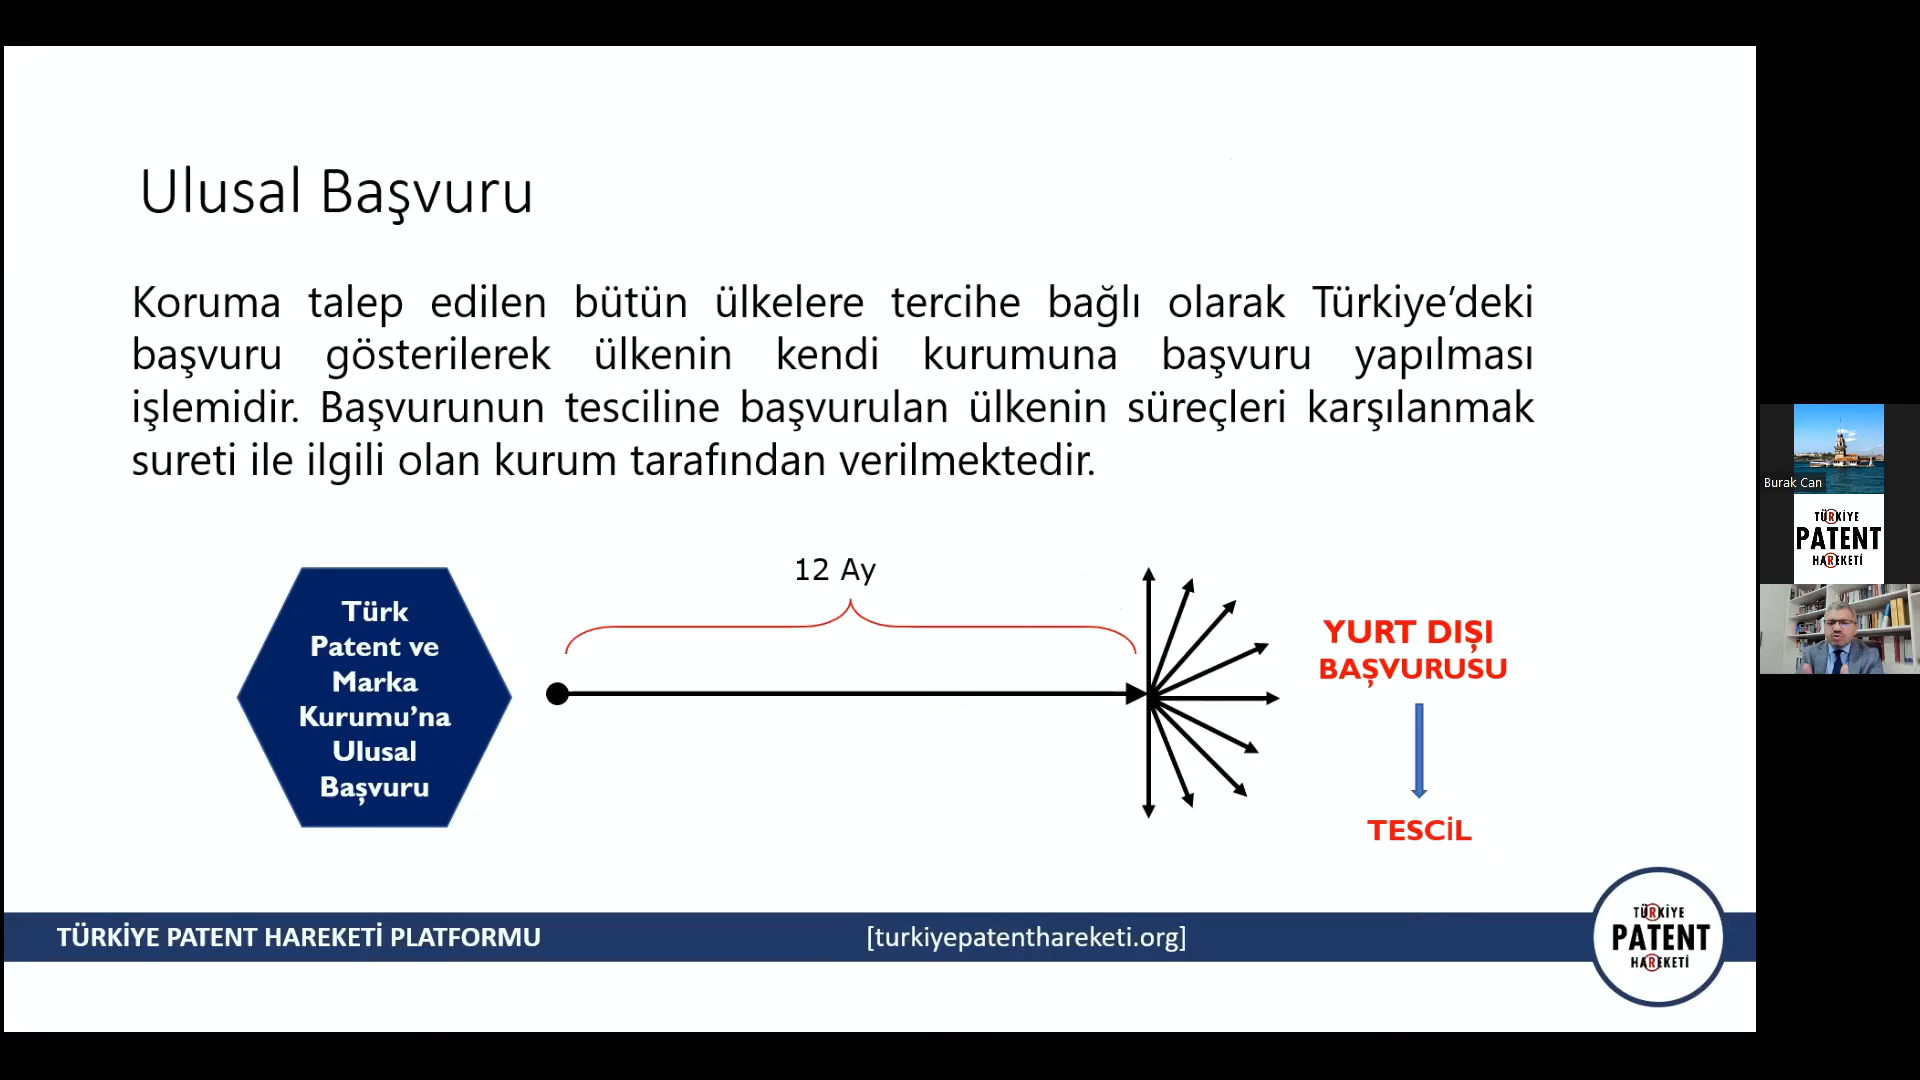 Ulusal Başvuru
Koruma talep edilen bütün ülkelere tercihe bağlı olarak Türkiye’deki
başvuru gösterilerek ülkenin kendi kurumuna başvuru yapılması
işlemidir. Başvurunun tesciline başvurulan ülkenin süreçleri karşılanmak
sureti ile ilgili olan kurum tarafından verilmektedir.
12 Ay
Türk
Patent ve
Marka
Kurumu’na
Ulusal
Başvuru
YURT DIŞI
BAŞVURUSU
TESCİL
TÜRKİYE PATENT HAREKETİ PLATFORMU
[turkiyepatenthareketi.org]
TÜRKİYE
PATENT
HAREKETİ
Burak Can
TÜRKİYE
PATENT
HAREKETİ